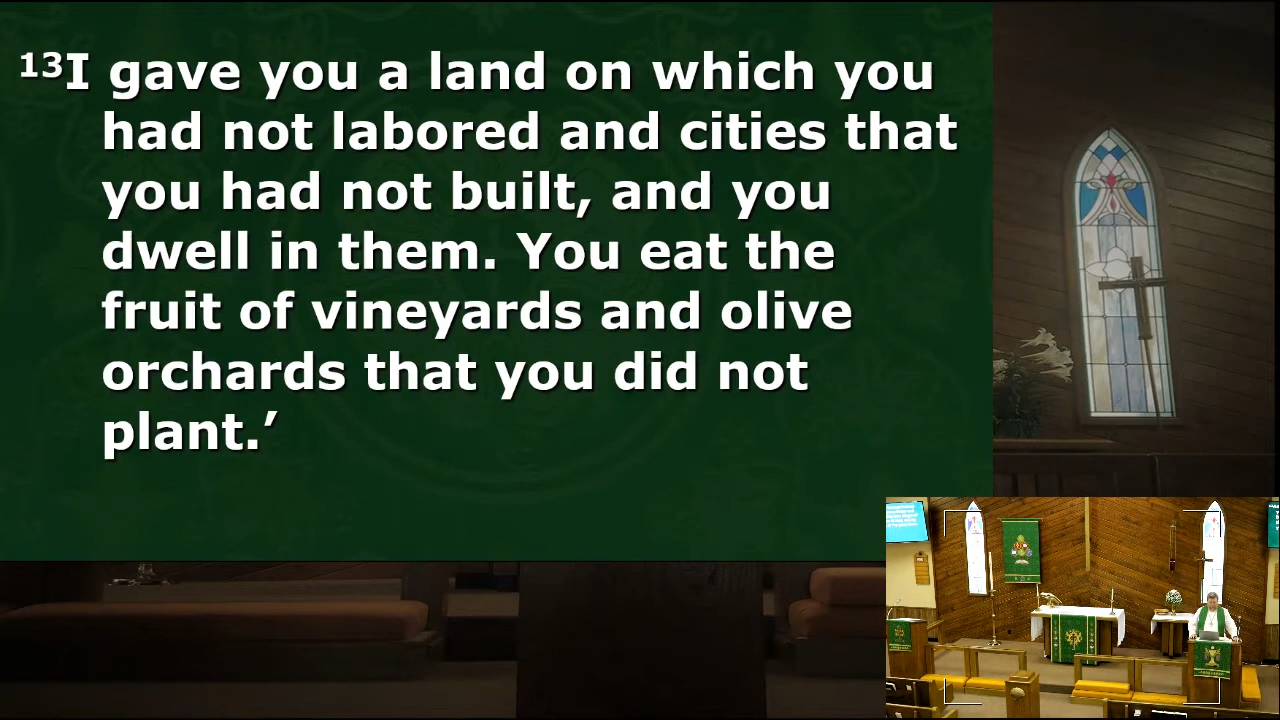 ¹³I gave you a land on which you
had not labored and cities that
you had not built, and you
dwell in them. You eat the
fruit of vineyards and olive
orchards that you did not
plant.’